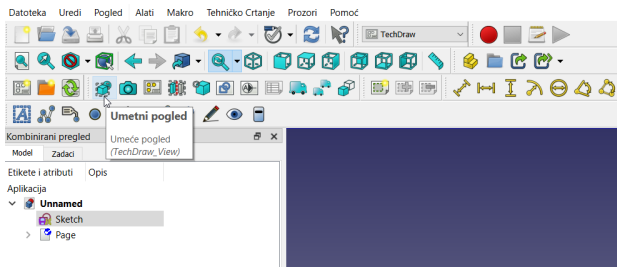 Datoteka Uredi Pogled Alati Makro Tehničko Crtanje Prozori Pomoć
TechDraw
Umetni pogled
Umeće pogled
(TechDraw_View)
Kombinirani pregled
Model Zadaci
Etikete i atributi Opis
Aplikacija
Unnamed
Sketch
Page